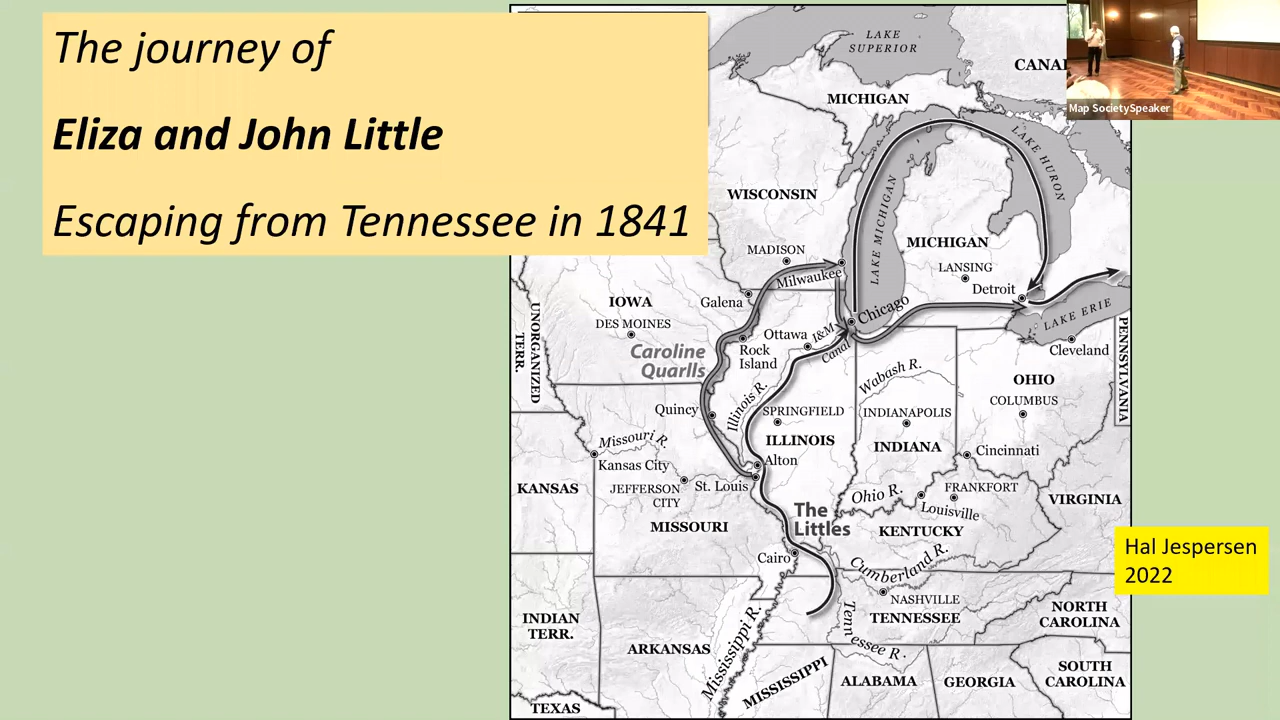 The journey of
Eliza and John Little
Escaping from Tennessee in 1841
LAKE
SUPERIOR
MICHIGAN
Map SocietySpeaker
LAKE HURON
WISCONSIN
LAKE MICHIGAN
MICHIGAN
MADISON
Milwaukee
LANSING
Detroit
Galena
IOWA
DES MOINES
Chicago
LAKE ERIE
UNORGANIZED
TERR.
Ottawa
I&M
Canal
Rock
Island
Cleveland
PENNSYLVANIA
Caroline
Quarlls
Wabash R.
OHIO
COLUMBUS
Illinois R.
Quincy
SPRINGFIELD
INDIANAPOLIS
ILLINOIS
INDIANA
Missouri R.
Kansas City
Alton
Cincinnati
KANSAS
JEFFERSON
CITY
St. Louis
Ohio R.
FRANKFORT
Louisville
VIRGINIA
MISSOURI
The
Littles
KENTUCKY
Cairo
Cumberland R.
Hal Jespersen
2022
NASHVILLE
TENNESSEE
NORTH
CAROLINA
INDIAN
TERR.
Tennessee R.
ARKANSAS
Mississippi R.
MISSISSIPPI
ALABAMA
GEORGIA
SOUTH
CAROLINA
TEXAS